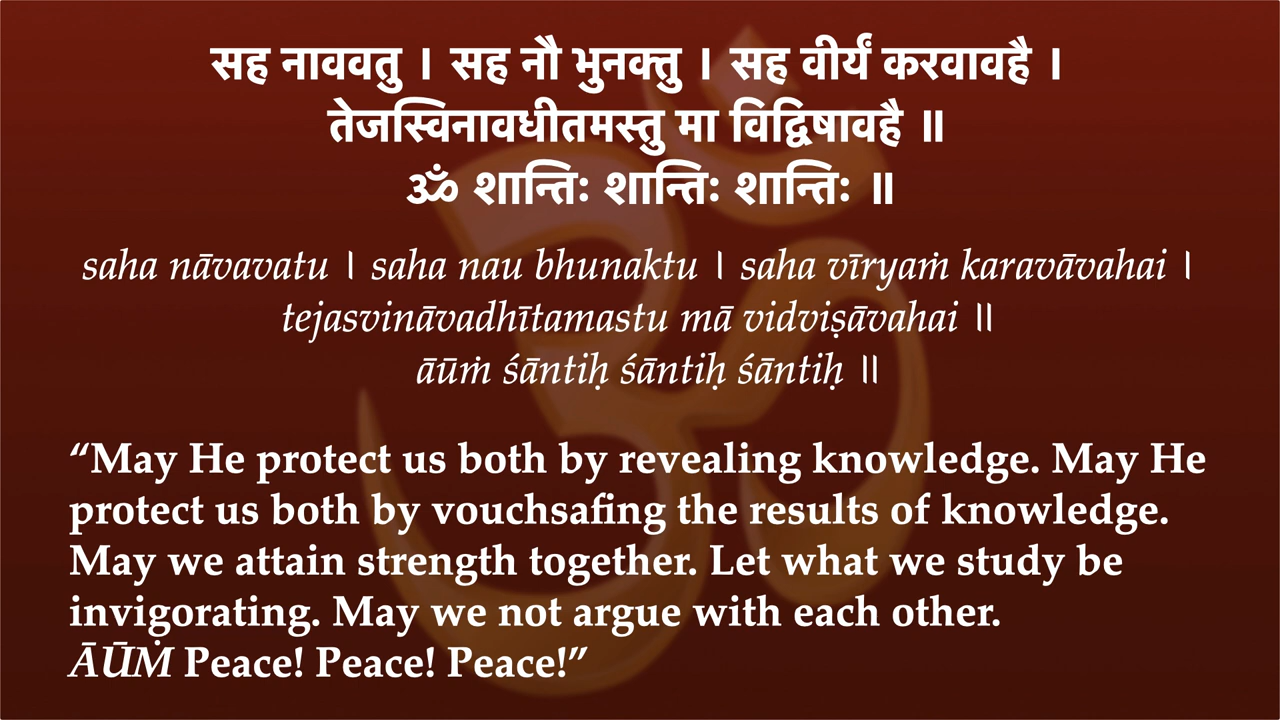 सह नाववतु । सह नौ भुनक्तु । सह वीर्यं करवावहै ।
तेजस्विनावधीतमस्तु मा विद्विषावहै ॥
ॐ शान्तिः शान्तिः शान्तिः ॥
saha nāvavatu । saha nau bhunaktu । saha vīryaṁ karavāvahai ।
tejasvināvadhītamastu mā vidviṣāvahai ॥
āūṁ śāntiḥ śāntiḥ śāntiḥ ॥
“May He protect us both by revealing knowledge. May He
protect us both by vouchsafing the results of knowledge.
May we attain strength together. Let what we study be
invigorating. May we not argue with each other.
ĀŪṀ Peace! Peace! Peace!”